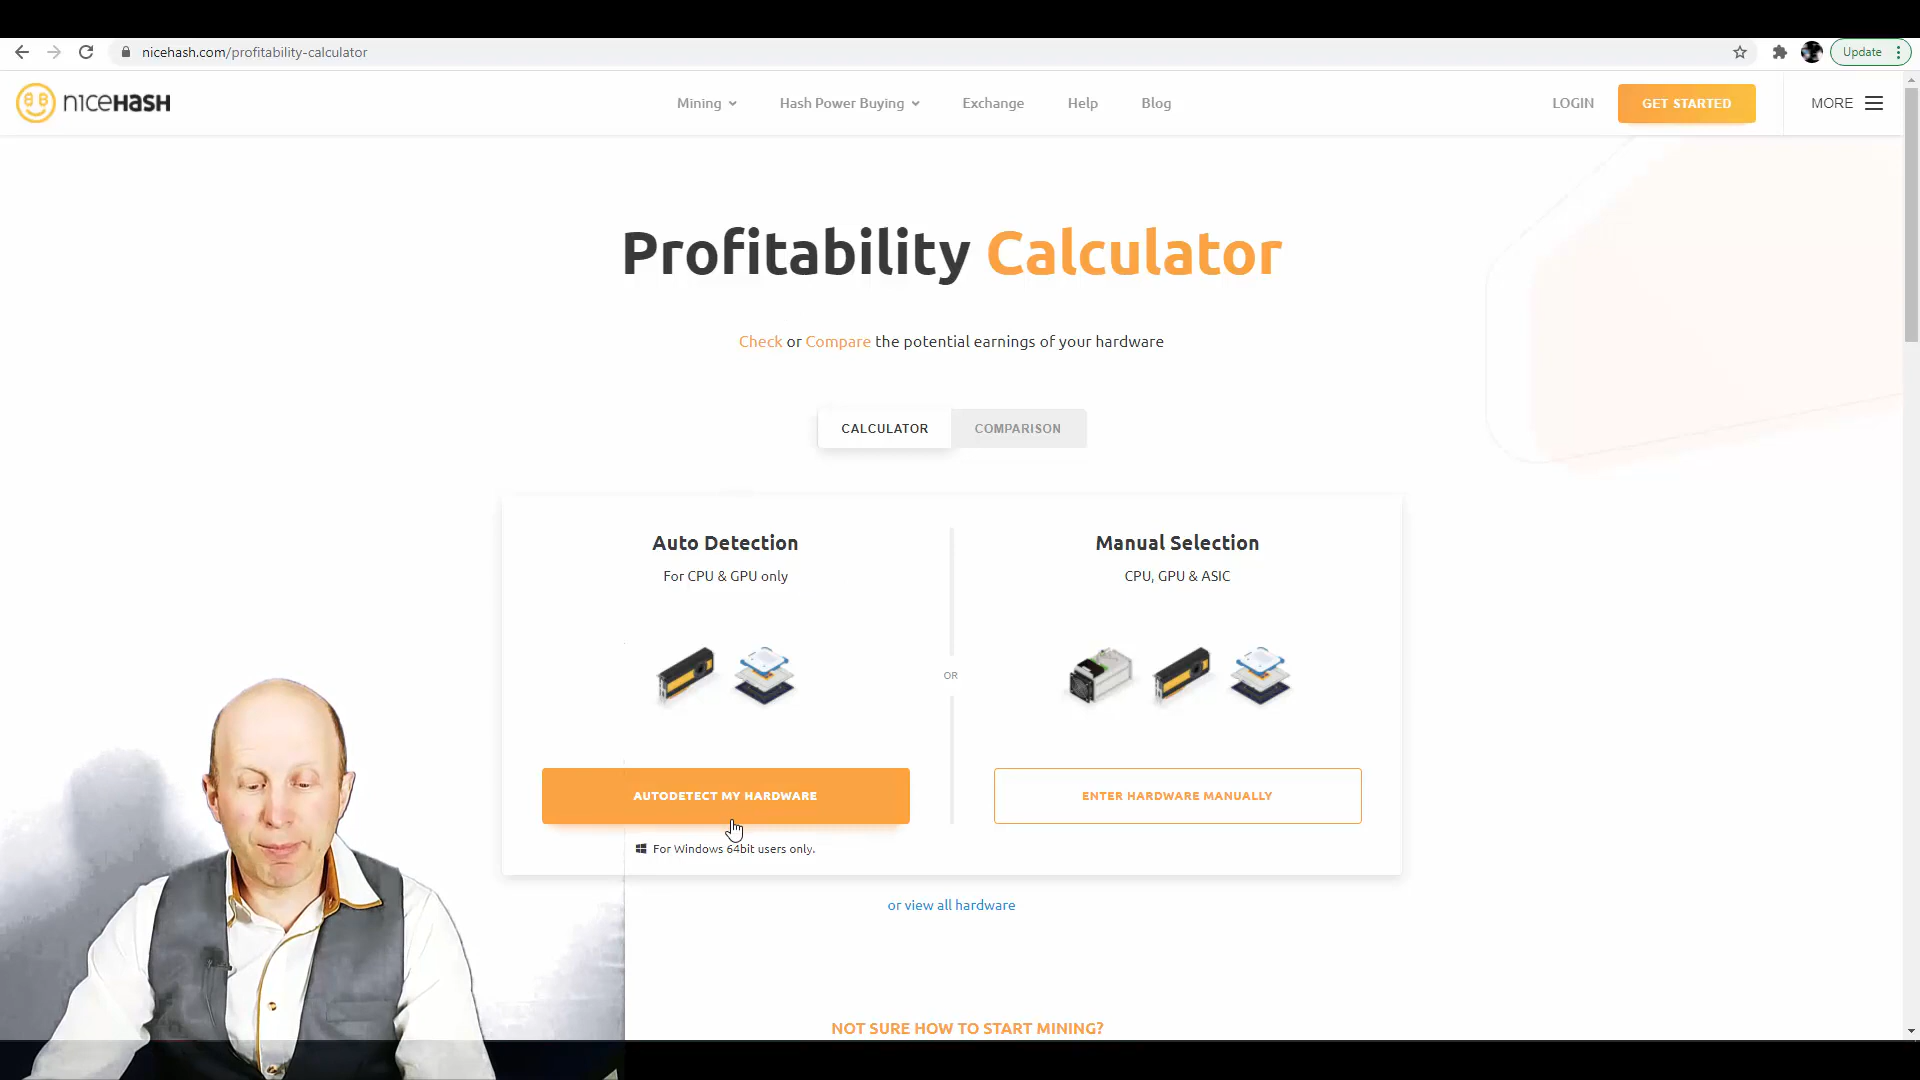 nicehash.com/profitability-calculator
Update
nicehash
Mining
Hash Power Buying
Exchange
Help
Blog
LOGIN
GET STARTED
MORE
Profitability Calculator
Check or Compare the potential earnings of your hardware
CALCULATOR
COMPARISON
Auto Detection
For CPU & GPU only
AUTODETECT MY HARDWARE
For Windows 64bit users only.
OR
Manual Selection
CPU, GPU & ASIC
ENTER HARDWARE MANUALLY
or view all hardware
NOT SURE HOW TO START MINING?